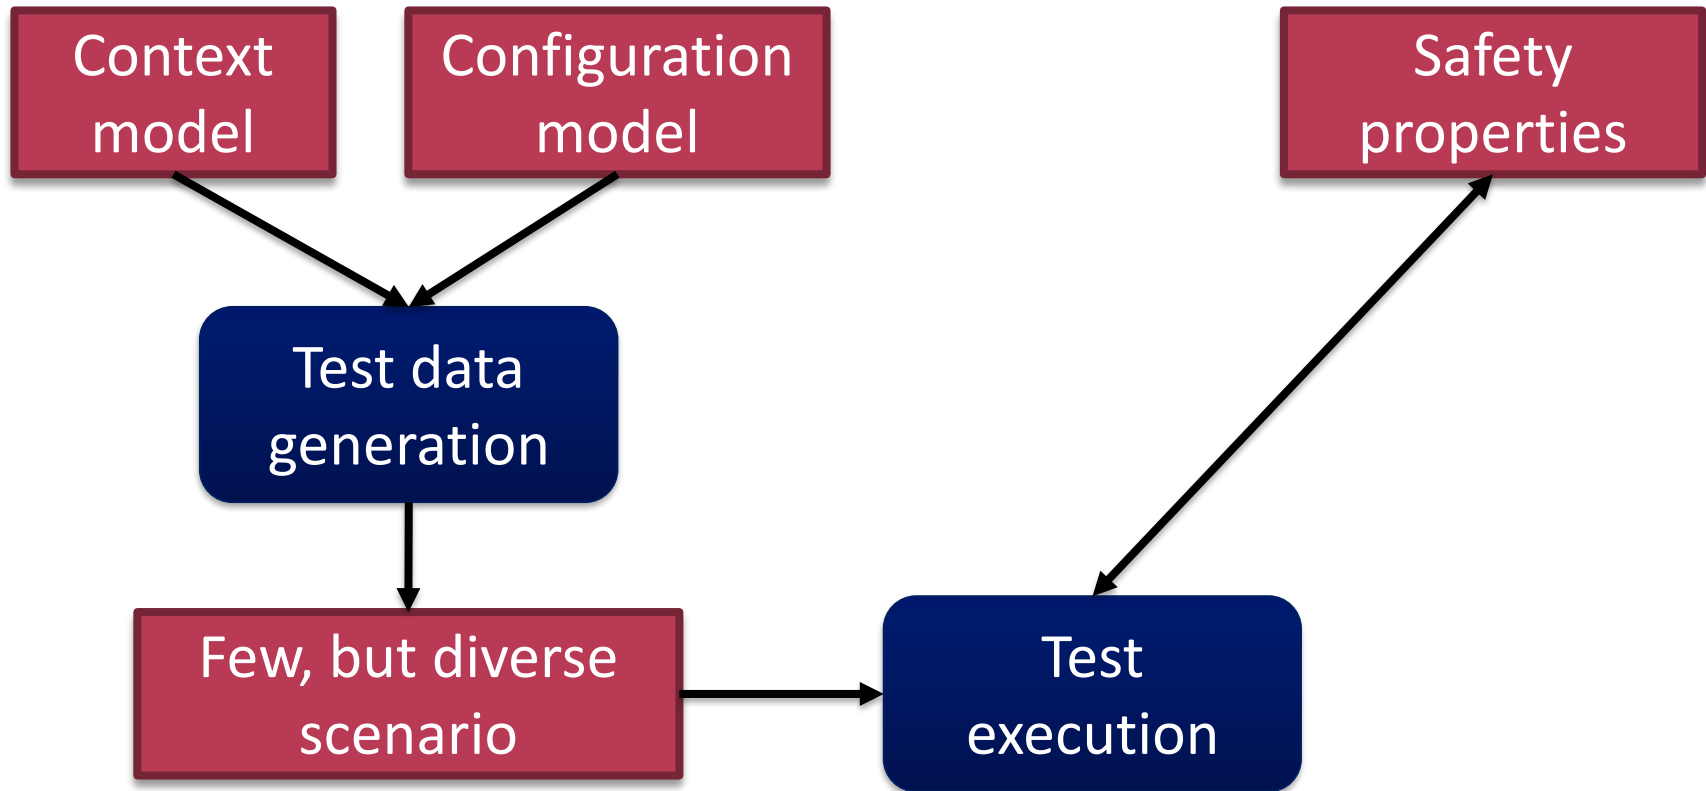 Context
model
Configuration
model
Safety
properties
Test data
generation
Few, but diverse
scenario
Test
execution